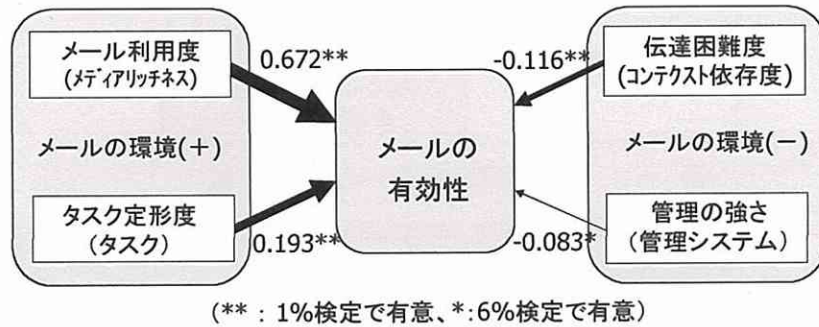 メール利用度
(メディアリッチネス)
メールの環境(+)
タスク定形度
(タスク)
0.672**
0.193**
メールの
有効性
-0.116**
-0.083*
伝達困難度
(コンテクスト依存度)
メールの環境(-)
管理の強さ
(管理システム)
(** : 1%検定で有意、*:6%検定で有意)